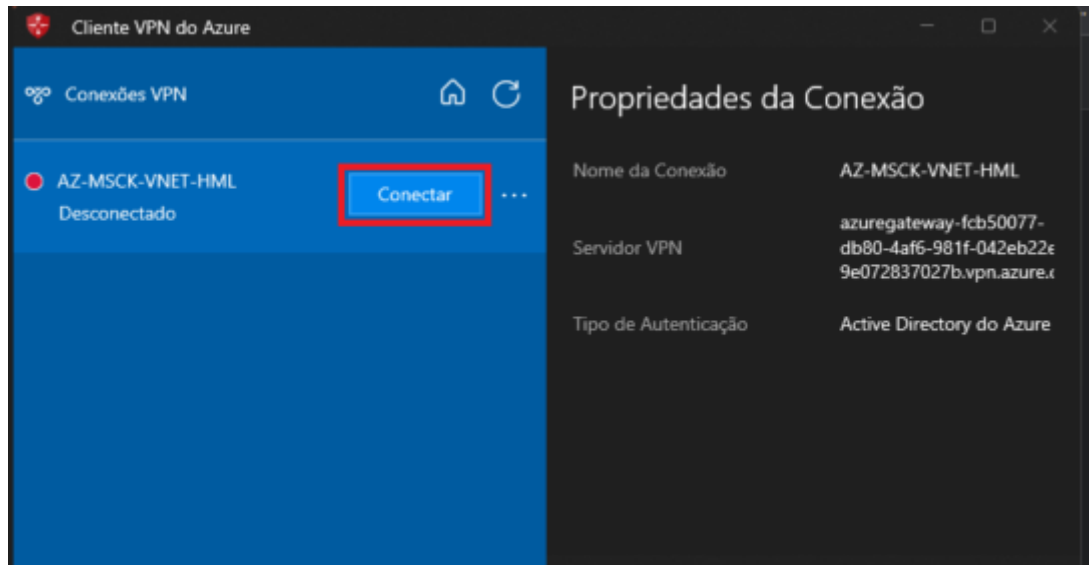 Cliente VPN do Azure
Conexões VPN
AZ-MSCK-VNET-HML
Desconectado
Conectar
Propriedades da Conexão
Nome da Conexão AZ-MSCK-VNET-HML
Servidor VPN
azuregateway-fcb50077-
db80-4af6-981f-042eb22e
9e072837027b.vpn.azure.c
Tipo de Autenticação Active Directory do Azure